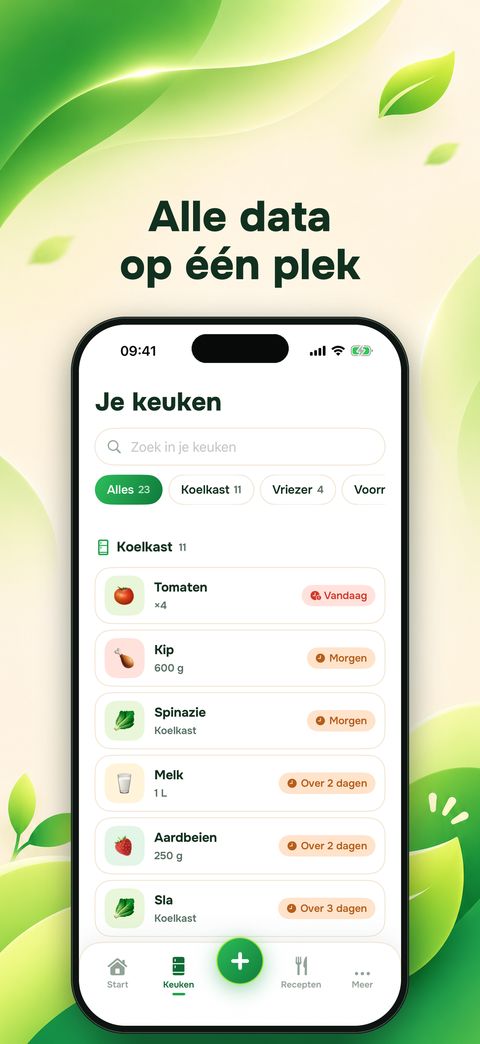 Alle data
op één plek
09:41
Je keuken
Zoek in je keuken
Alles 23
Koelkast 11
Vriezer 4
Voorr
Koelkast 11
Tomaten
×4
Vandaag
Kip
600 g
Morgen
Spinazie
Koelkast
Morgen
Melk
1 L
Over 2 dagen
Aardbeien
250 g
Over 2 dagen
Sla
Koelkast
Over 3 dagen
Start
Keuken
Recepten
Meer